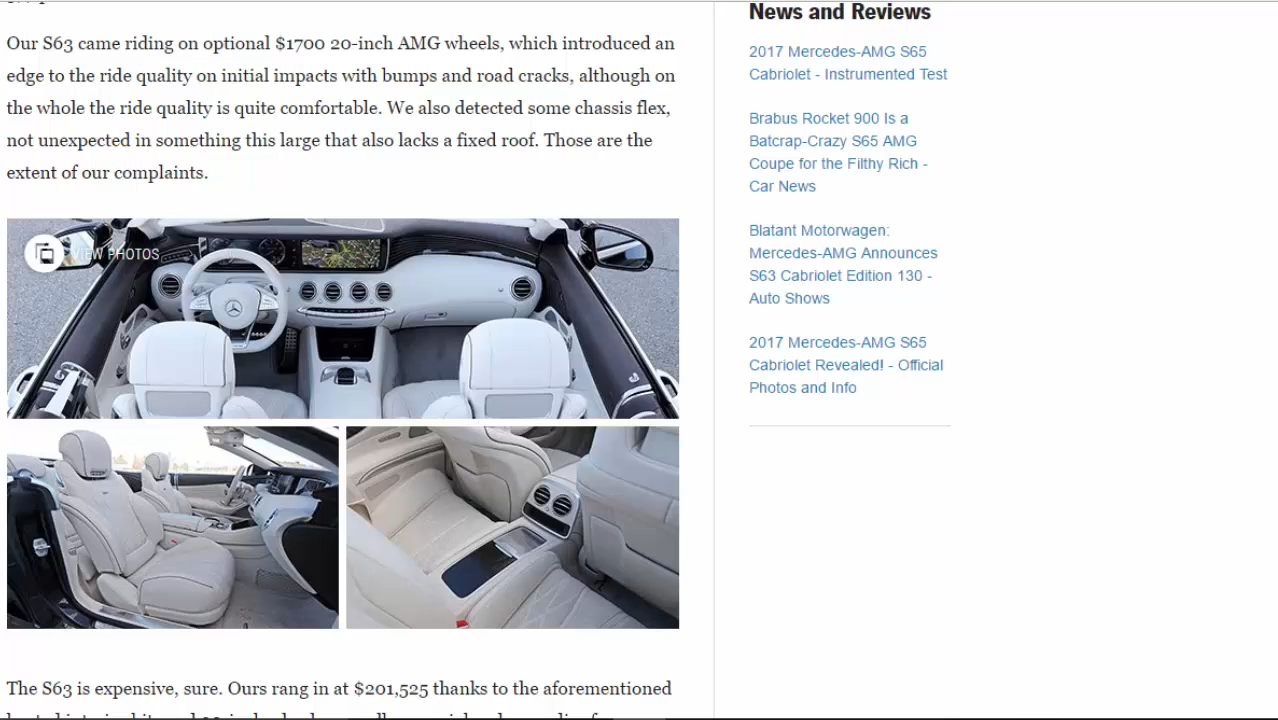 Our S63 came riding on optional $1700 20-inch AMG wheels, which introduced an
edge to the ride quality on initial impacts with bumps and road cracks, although on
the whole the ride quality is quite comfortable. We also detected some chassis flex,
not unexpected in something this large that also lacks a fixed roof. Those are the
extent of our complaints.
VIEW PHOTOS
The S63 is expensive, sure. Ours rang in at $201,525 thanks to the aforementioned
News and Reviews
2017 Mercedes-AMG S65
Cabriolet - Instrumented Test
Brabus Rocket 900 Is a
Batcrap-Crazy S65 AMG
Coupe for the Filthy Rich -
Car News
Blatant Motorwagen:
Mercedes-AMG Announces
S63 Cabriolet Edition 130 -
Auto Shows
2017 Mercedes-AMG S65
Cabriolet Revealed! - Official
Photos and Info